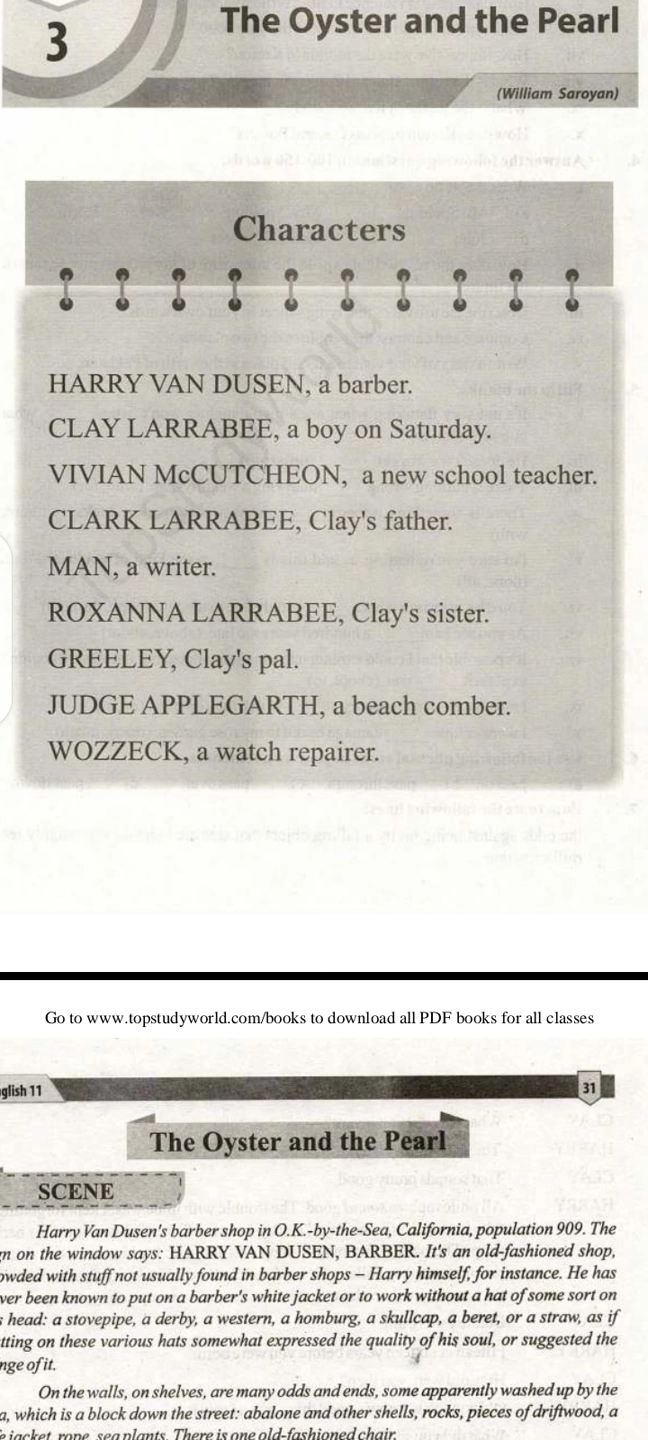 3
The Oyster and the Pearl
(William Saroyan)
Characters
HARRY VAN DUSEN, a barber.
CLAY LARRABEE, a boy on Saturday.
VIVIAN McCUTCHEON, a new school teacher.
CLARK LARRABEE, Clay's father.
MAN, a writer.
ROXANNA LARRABEE, Clay's sister.
GREELEY, Clay's pal.
JUDGE APPLEGARTH, a beach comber.
WOZZECK, a watch repairer.
Go to www.topstudyworld.com/books to download all PDF books for all classes
glish 11
31
The Oyster and the Pearl
SCENE
Harry Van Dusen's barber shop in O.K.-by-the-Sea, California, population 909. The
gn on the window says: HARRY VAN DUSEN, BARBER. It's an old-fashioned shop,
owded with stuff not usually found in barber shops – Harry himself, for instance. He has
ver been known to put on a barber's white jacket or to work without a hat of some sort on
s head: a stovepipe, a derby, a western, a homburg, a skullcap, a beret, or a straw, as if
tting on these various hats somewhat expressed the quality of his soul, or suggested the
nge of it.
On the walls, on shelves, are many odds and ends, some apparently washed up by the
a, which is a block down the street: abalone and other shells, rocks, pieces of driftwood, a
e jacket, rope, sea plants. There is one old-fashioned chair.